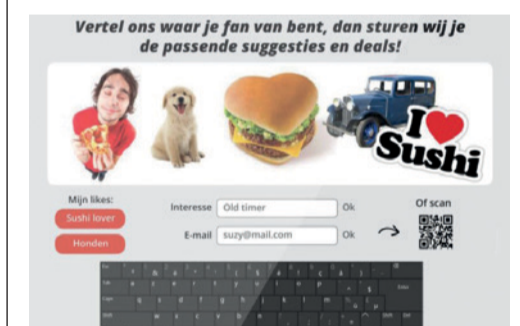 Vertel ons waar je fan van bent, dan sturen wij je
de passende suggesties en deals!
I
Sushi
Mijn likes:
Sushi lover
Honden
Interesse
Old timer
Ok
E-mail
suzy@mail.com
Ok
Of scan